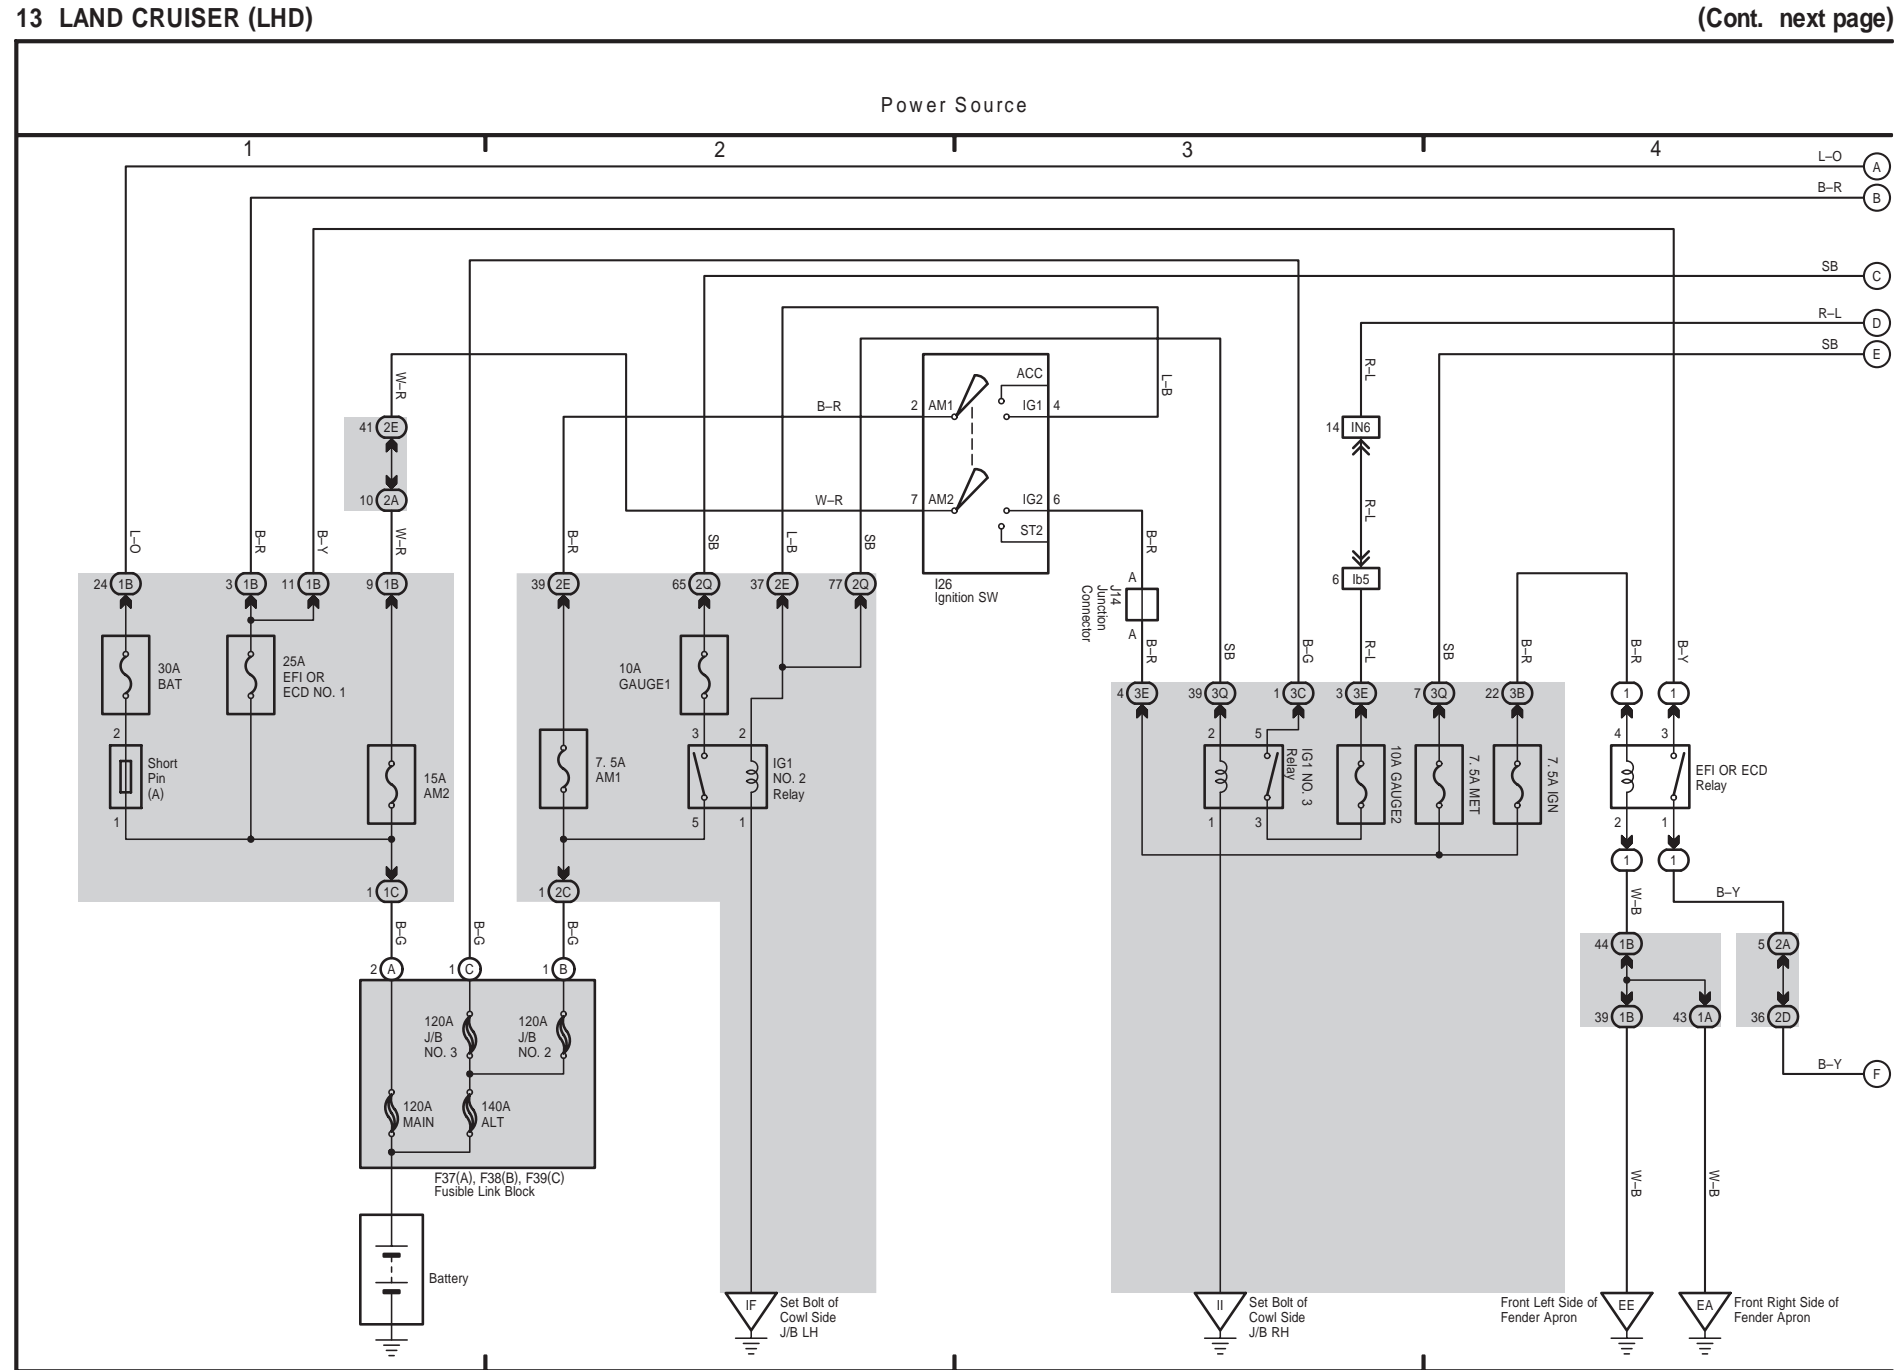 13 LAND CRUISER (LHD)
(Cont. next page)
Power Source
1
2
3
4
L–O
A
B–R
B
SB
C
R–L
D
SB
E
W–R
41 2E
10 2A
W–R
L–O
B–R
B–Y
24 1B
3 1B
11 1B
9 1B
30A
BAT
25A
EFI OR
ECD NO. 1
2
Short
Pin
(A)
1
15A
AM2
1 1C
B–G
B–G
B–G
B–R
SB
L–B
SB
39 2E
65 2Q
37 2E
77 2Q
10A
GAUGE1
7. 5A
AM1
3
2
IG1
NO. 2
Relay
5
1
1 2C
B–R
W–R
2 AM1
7 AM2
ACC
IG1 4
IG2 6
ST2
I26
Ignition SW
L–B
B–R
A
J14
Junction
Connector
A
B–R
SB
B–G
R–L
14 IN6
R–L
6 Ib5
R–L
SB
B–R
B–R
B–Y
4 3E
39 3Q
1 3C
3 3E
7 3Q
22 3B
1
1
2
5
IG1 NO. 3
Relay
1
3
10A GAUGE2
7. 5A MET
7. 5A IGN
4
3
EFI OR ECD
Relay
2
1
1
1
W–B
B–Y
44 1B
5 2A
39 1B
43 1A
36 2D
B–Y
F
W–B
W–B
2 A
1 C
1 B
120A
J/B
NO. 3
120A
J/B
NO. 2
120A
MAIN
140A
ALT
F37(A), F38(B), F39(C)
Fusible Link Block
Battery
IF
Set Bolt of
Cowl Side
J/B LH
II
Set Bolt of
Cowl Side
J/B RH
Front Left Side of
Fender Apron
EE
EA
Front Right Side of
Fender Apron